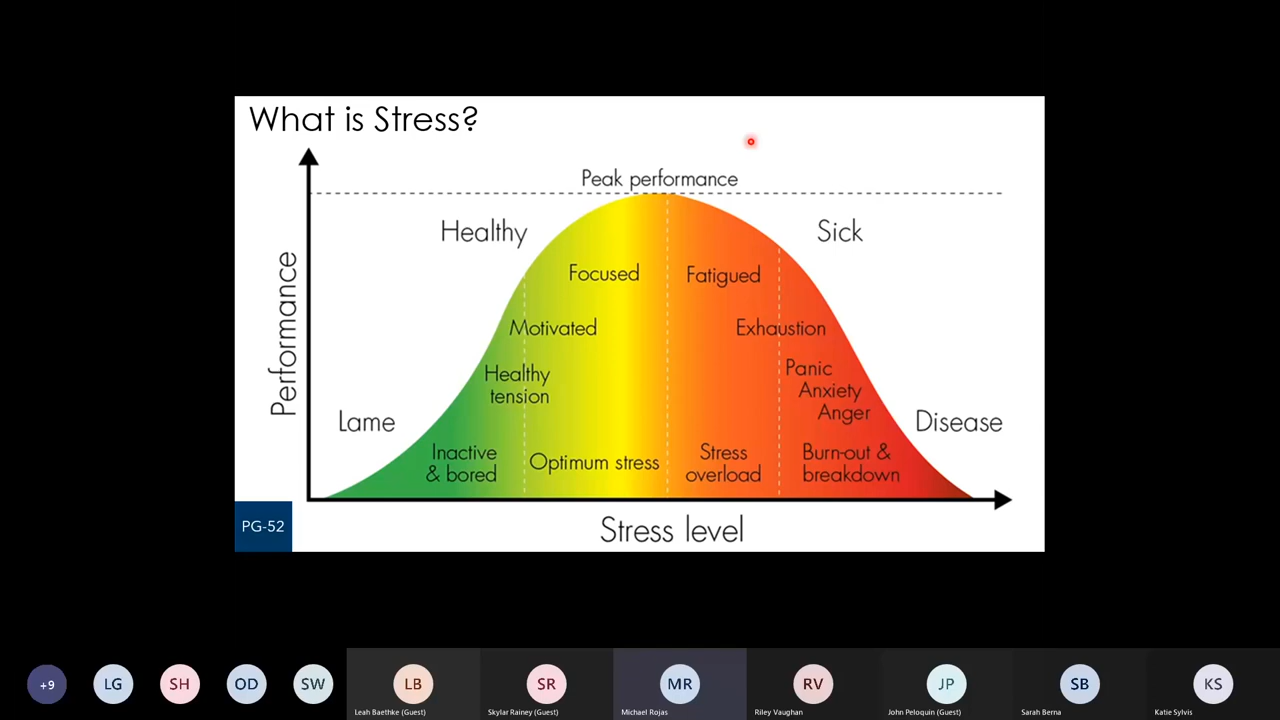 What is Stress?
Peak performance
Healthy
Sick
Performance
Focused
Fatigued
Motivated
Exhaustion
Healthy
tension
Panic
Anxiety
Anger
Lame
Disease
Inactive
& bored
Optimum stress
Stress
overload
Burn-out &
breakdown
PG-52
Stress level
+9
LG
SH
OD
SW
LB
SR
MR
RV
JP
SB
KS
Leah Baethke (Guest)
Skylar Rainey (Guest)
Michael Rojas
Riley Vaughan
John Peloquin (Guest)
Sarah Berna
Katie Sylvis